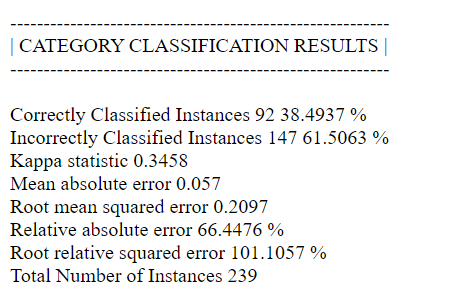 ---------------------------------------------------------
| CATEGORY CLASSIFICATION RESULTS |
---------------------------------------------------------
Correctly Classified Instances 92 38.4937 %
Incorrectly Classified Instances 147 61.5063 %
Kappa statistic 0.3458
Mean absolute error 0.057
Root mean squared error 0.2097
Relative absolute error 66.4476 %
Root relative squared error 101.1057 %
Total Number of Instances 239